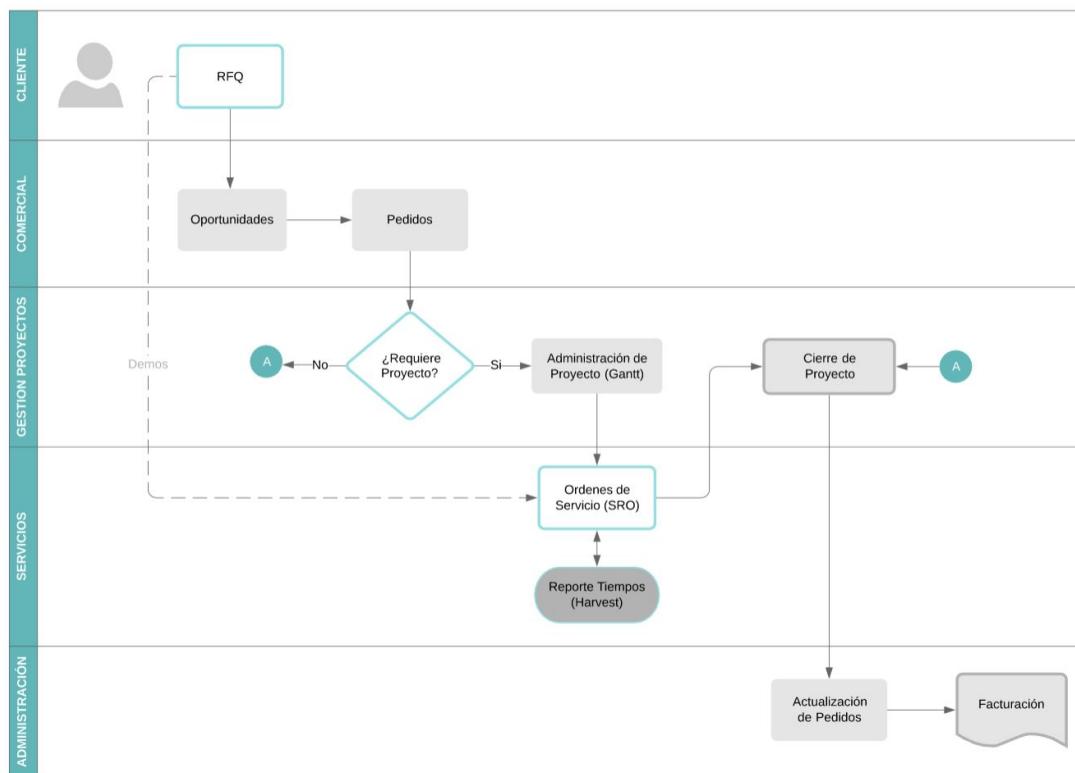 CLIENTE
RFQ
COMERCIAL
Oportunidades
Pedidos
GESTION PROYECTOS
Demos
A
No
¿Requiere
Proyecto?
Si
Administración de
Proyecto (Gantt)
Cierre de
Proyecto
A
SERVICIOS
Ordenes de
Servicio (SRO)
Reporte Tiempos
(Harvest)
ADMINISTRACIÓN
Actualización
de Pedidos
Facturación